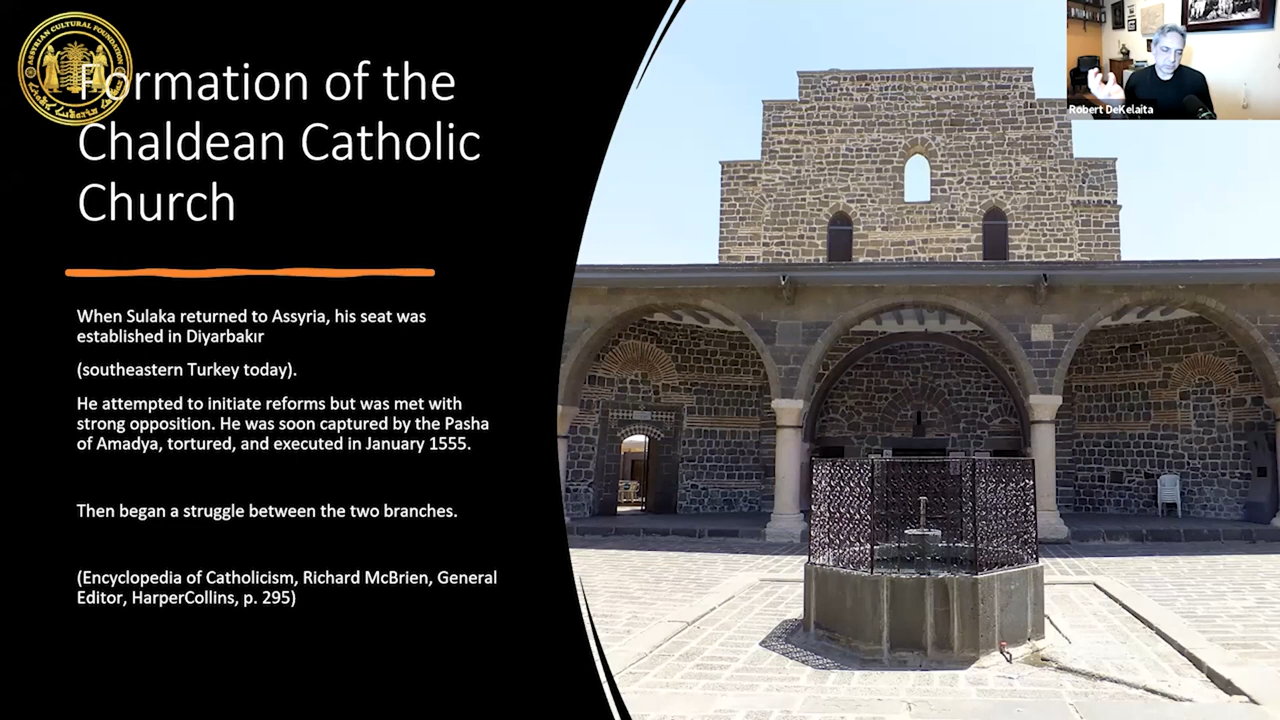 ASSYRIAN CULTURAL FOUNDATION
Formation of the
Chaldean Catholic
Church
When Sulaka returned to Assyria, his seat was
established in Diyarbakır
(southeastern Turkey today).
He attempted to initiate reforms but was met with
strong opposition. He was soon captured by the Pasha
of Amadya, tortured, and executed in January 1555.
Then began a struggle between the two branches.
(Encyclopedia of Catholicism, Richard McBrien, General
Editor, HarperCollins, p. 295)
Robert DeKelaita